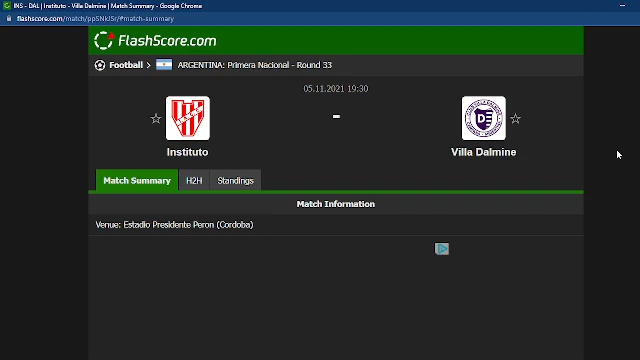 INS - DAL | Instituto - Villa Dalmine | Match Summary - Google Chrome
flashscore.com/match/pp5NkJSr/#match-summary
FlashScore.com
Football > ARGENTINA: Primera Nacional - Round 33
05.11.2021 19:30
-
Instituto
Villa Dalmine
Match Summary H2H Standings
Match Information
Venue: Estadio Presidente Peron (Cordoba)